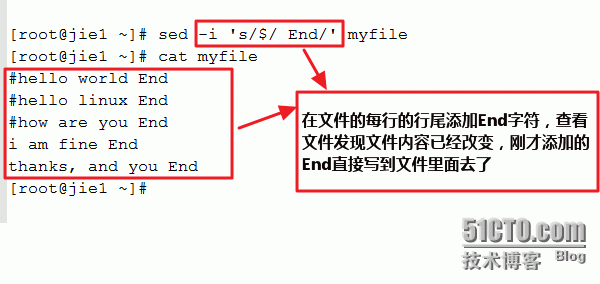 [root@jie1 ~]# sed -i 's/$/ End/' myfile
[root@jie1 ~]# cat myfile
#hello world End
#hello linux End
#how are you End
i am fine End
thanks, and you End
[root@jie1 ~]#
在文件的每行的行尾添加End字符，查看
文件发现文件内容已经改变，刚才添加的
End直接写到文件里面去了
51CTO.com
技术博客 Blog